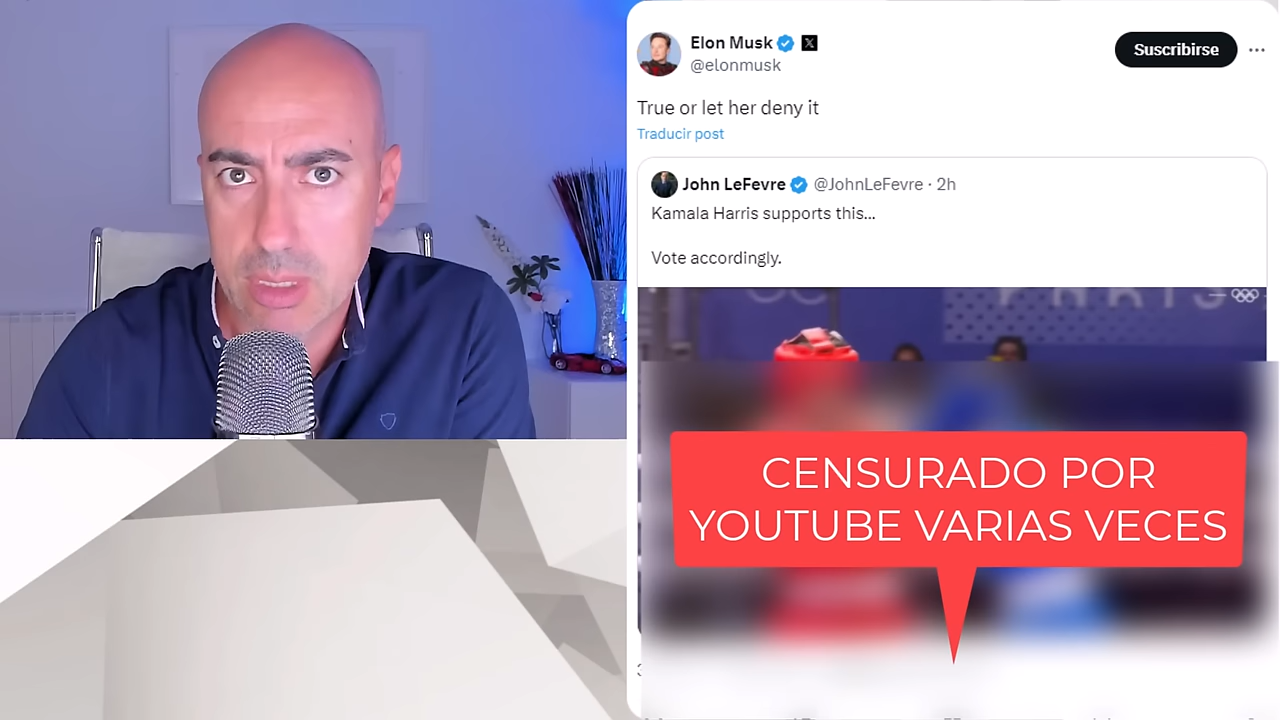 Elon Musk
@elonmusk
Suscribirse
True or let her deny it
Traducir post
John LeFevre @JohnLeFevre · 2h
Kamala Harris supports this...
Vote accordingly.
CENSURADO POR
YOUTUBE VARIAS VECES